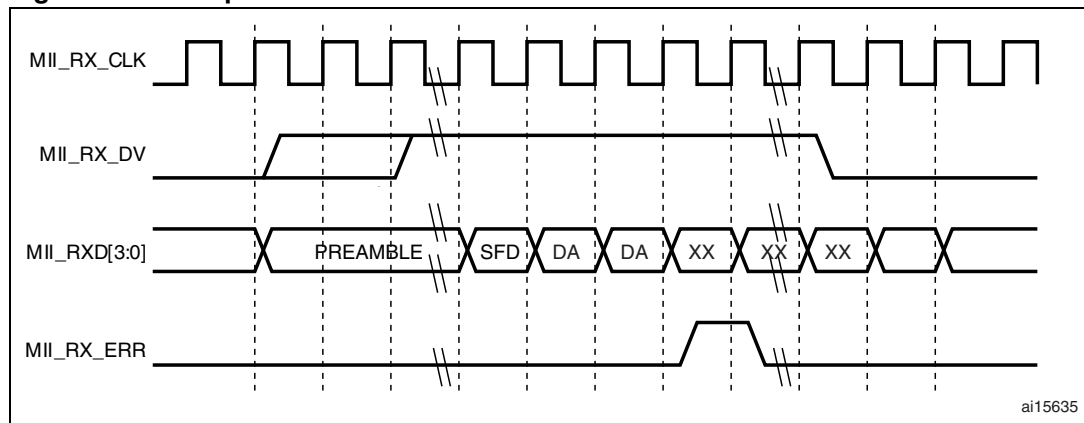 MII_RX_CLK
MII_RX_DV
MII_RXD[3:0] PREAMBLE SFD DA DA XX XX XX
MII_RX_ERR
ai15635